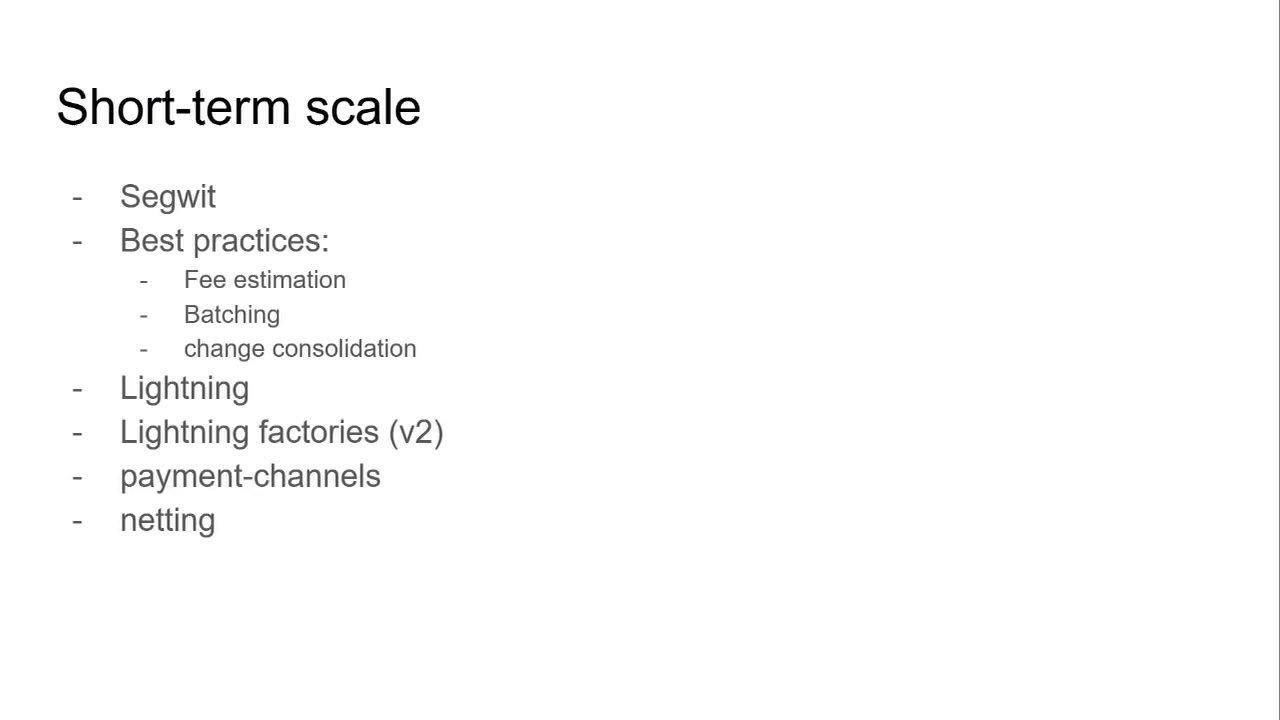 Short-term scale
- Segwit
- Best practices:
- Fee estimation
- Batching
- change consolidation
- Lightning
- Lightning factories (v2)
- payment-channels
- netting